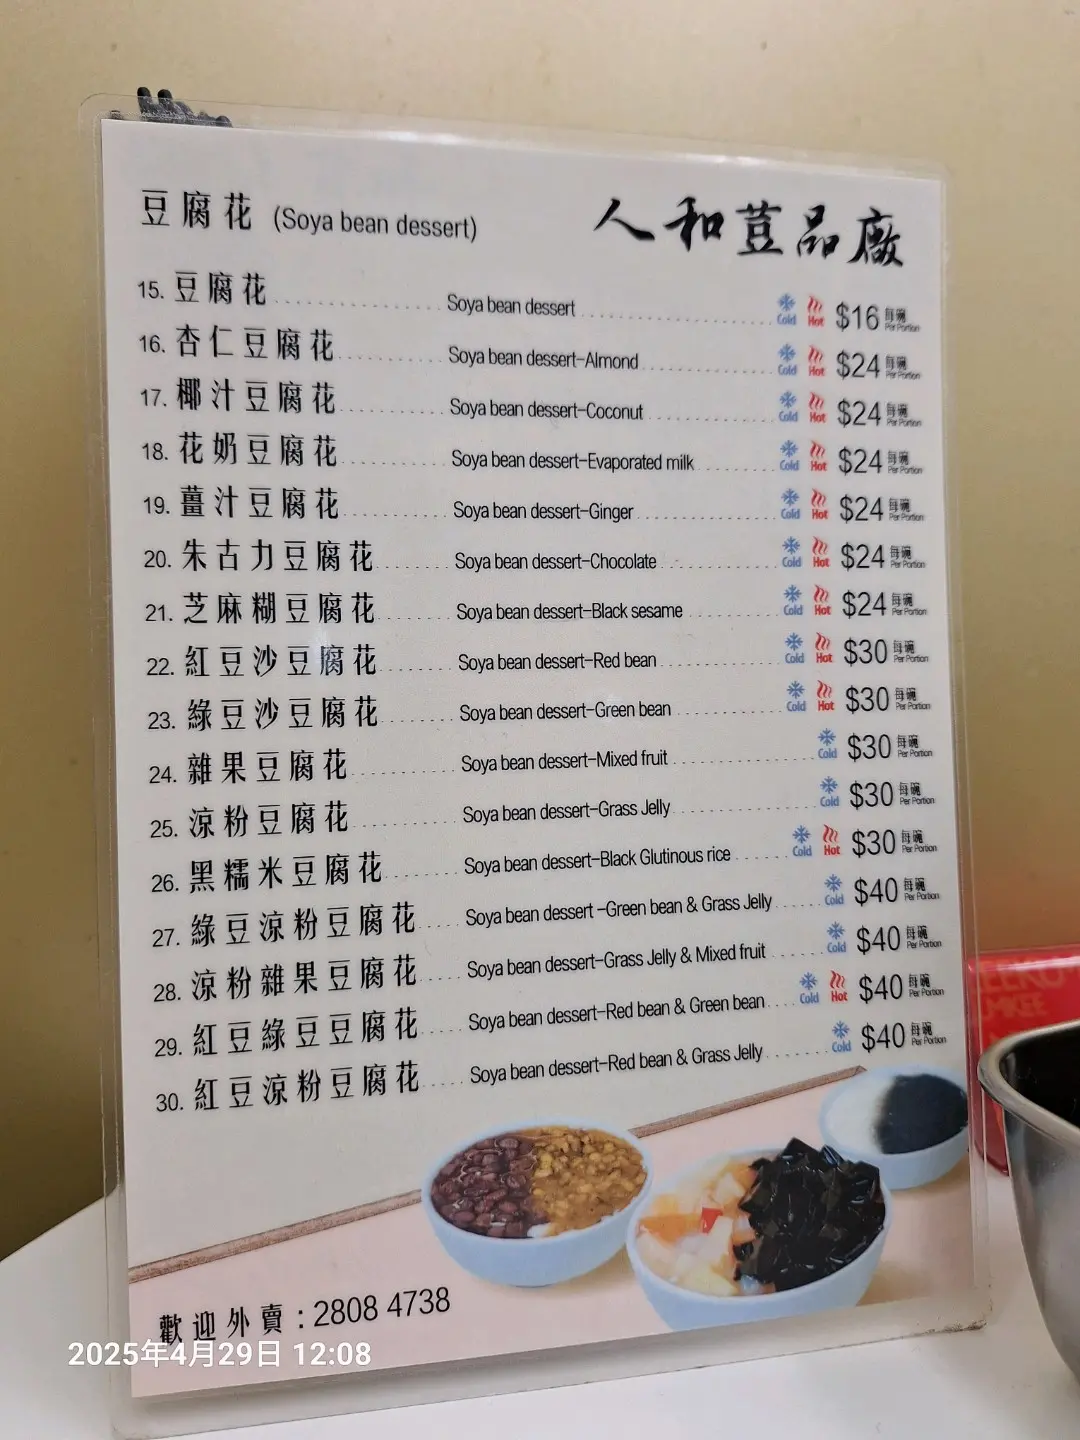 豆腐花 (Soya bean dessert) 人和荳品廠
15. 豆腐花 Soya bean dessert Cold Hot $16 每碗 Per Portion
16. 杏仁豆腐花 Soya bean dessert-Almond Cold Hot $24 每碗 Per Portion
17. 椰汁豆腐花 Soya bean dessert-Coconut Cold Hot $24 每碗 Per Portion
18. 花奶豆腐花 Soya bean dessert-Evaporated milk Cold Hot $24 每碗 Per Portion
19. 薑汁豆腐花 Soya bean dessert-Ginger Cold Hot $24 每碗 Per Portion
20. 朱古力豆腐花 Soya bean dessert-Chocolate Cold Hot $24 每碗 Per Portion
21. 芝麻糊豆腐花 Soya bean dessert-Black sesame Cold Hot $24 每碗 Per Portion
22. 紅豆沙豆腐花 Soya bean dessert-Red bean Cold Hot $30 每碗 Per Portion
23. 綠豆沙豆腐花 Soya bean dessert-Green bean Cold Hot $30 每碗 Per Portion
24. 雜果豆腐花 Soya bean dessert-Mixed fruit Cold $30 每碗 Per Portion
25. 涼粉豆腐花 Soya bean dessert-Grass Jelly Cold $30 每碗 Per Portion
26. 黑糯米豆腐花 Soya bean dessert-Black Glutinous rice Cold Hot $30 每碗 Per Portion
27. 綠豆涼粉豆腐花 Soya bean dessert -Green bean & Grass Jelly Cold $40 每碗 Per Portion
28. 涼粉雜果豆腐花 Soya bean dessert-Grass Jelly & Mixed fruit Cold $40 每碗 Per Portion
29. 紅豆綠豆豆腐花 Soya bean dessert-Red bean & Green bean Cold Hot $40 每碗 Per Portion
30. 紅豆涼粉豆腐花 Soya bean dessert-Red bean & Grass Jelly Cold $40 每碗 Per Portion
歡迎外賣 : 2808 4738
2025年4月29日 12:08